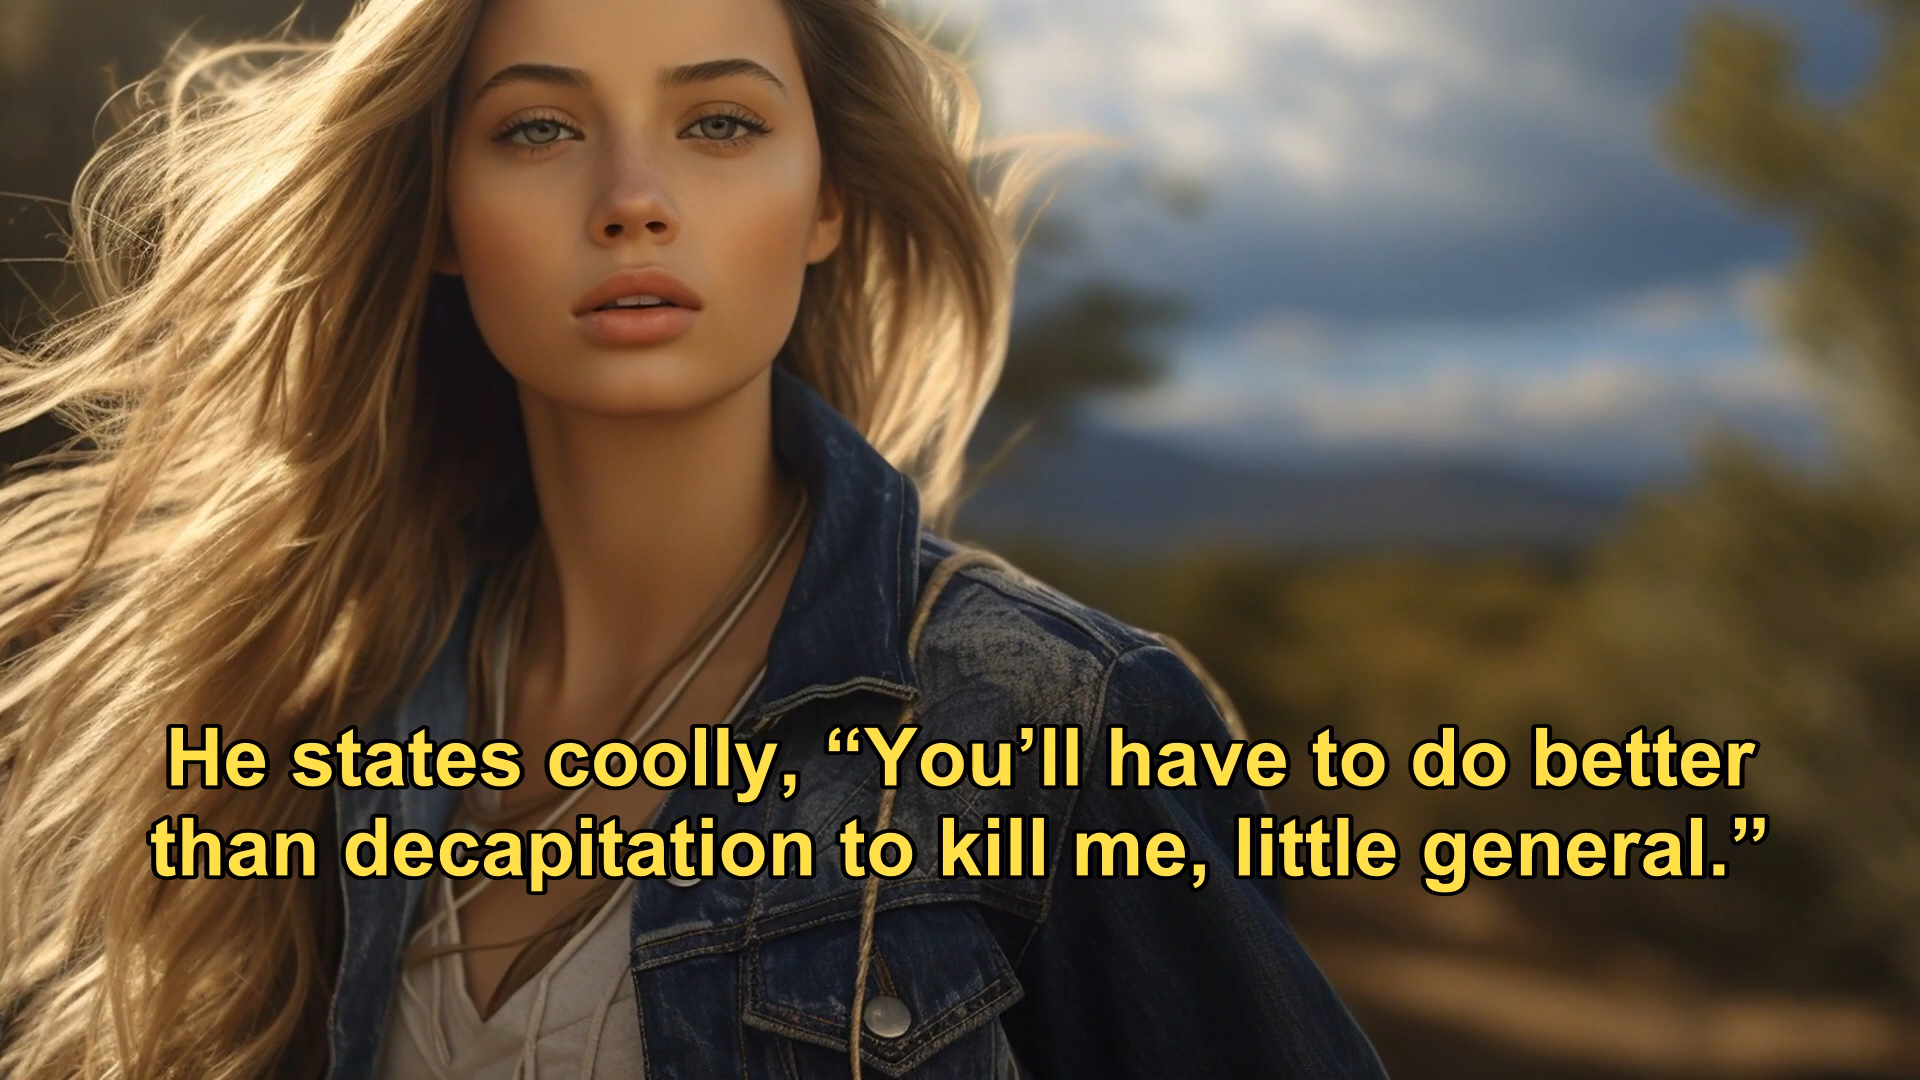 He states coolly, “You’ll have to do better
than decapitation to kill me, little general.”